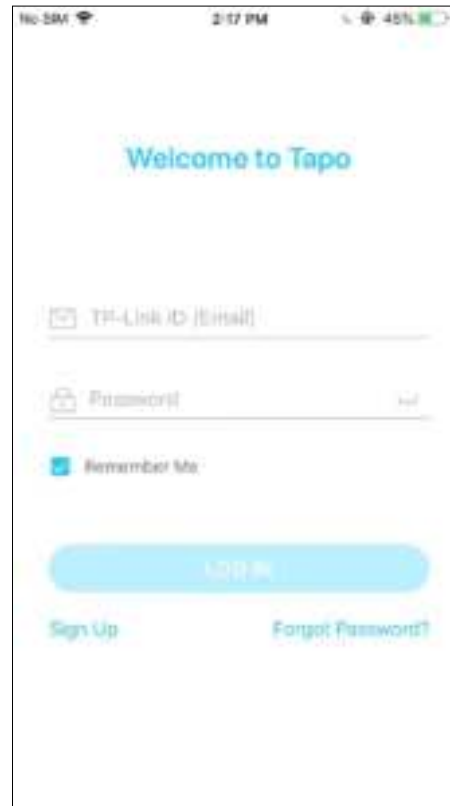 No SIM 2:17 PM 45%
Welcome to Tapo
TP-Link ID (Email)
Password
Remember Me
LOG IN
Sign Up Forgot Password?